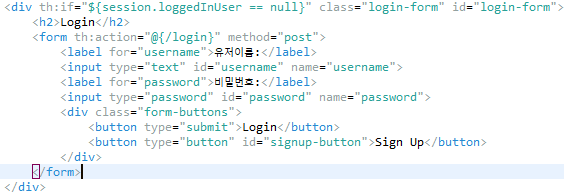 <div th:if="${session.loggedInUser == null}" class="login-form" id="login-form">
<h2>Login</h2>
<form th:action="@{/login}" method="post">
<label for="username">유저이름:</label>
<input type="text" id="username" name="username">
<label for="password">비밀번호:</label>
<input type="password" id="password" name="password">
<div class="form-buttons">
<button type="submit">Login</button>
<button type="button" id="signup-button">Sign Up</button>
</div>
</form>
</div>